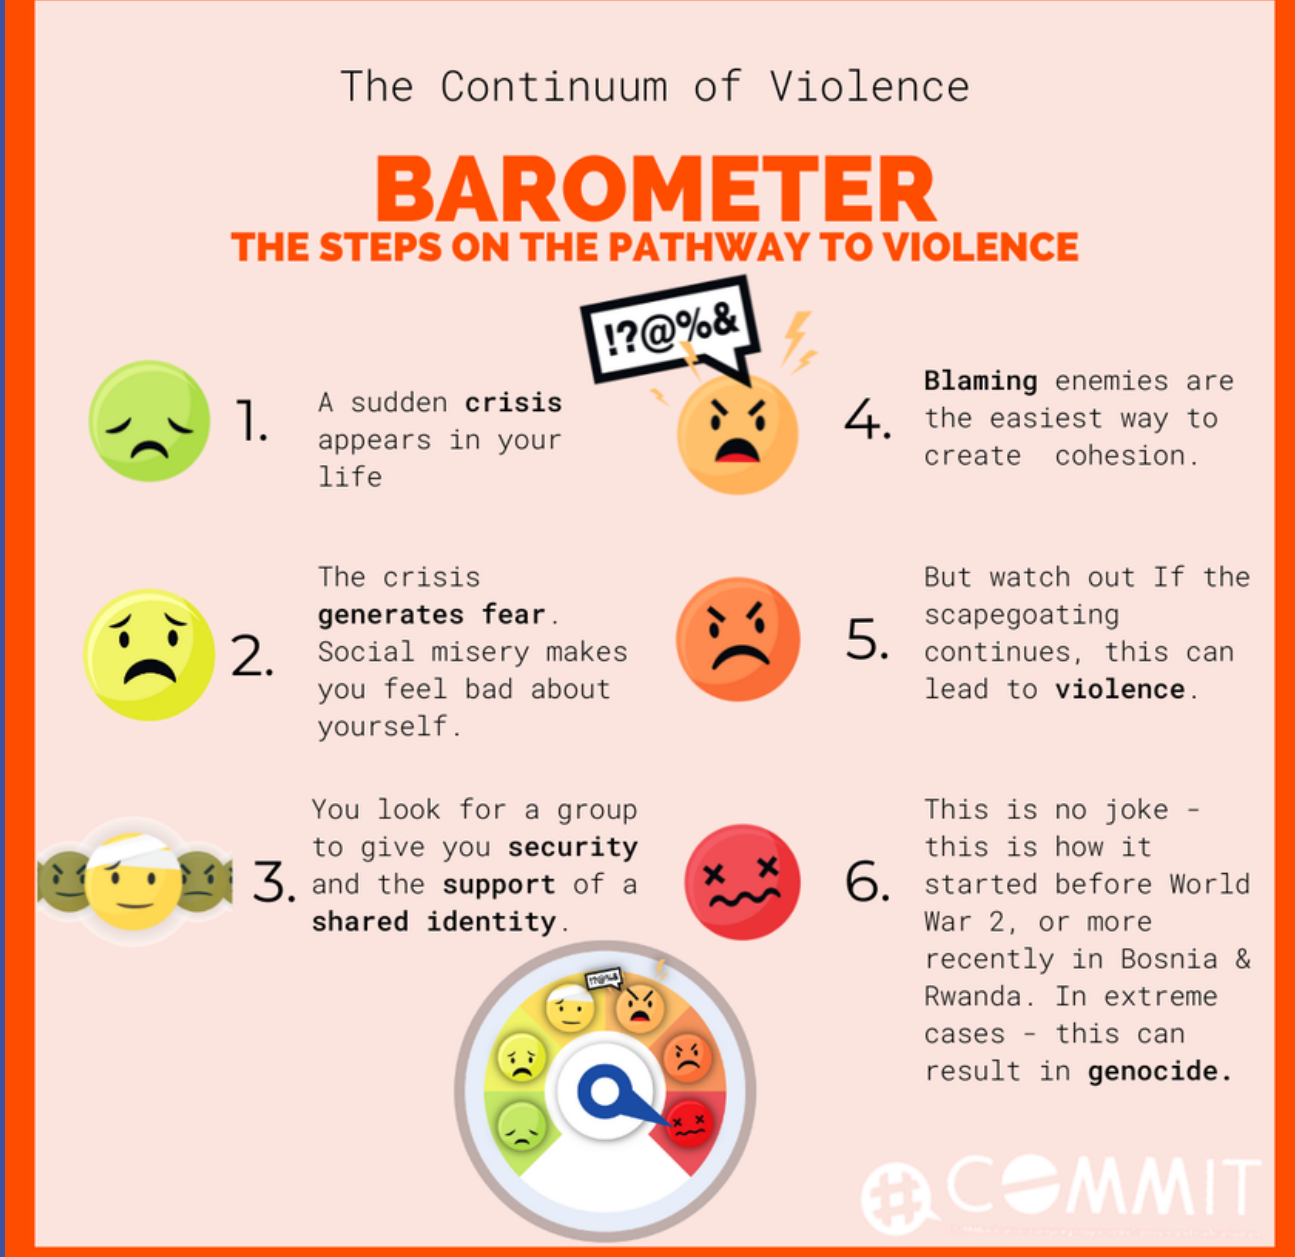 The Continuum of Violence
BAROMETER
THE STEPS ON THE PATHWAY TO VIOLENCE
1.
A sudden crisis
appears in your
life
2.
The crisis
generates fear.
Social misery makes
you feel bad about
yourself.
3.
You look for a group
to give you security
and the support of a
shared identity.
!?@%&
4.
Blaming enemies are
the easiest way to
create cohesion.
5.
But watch out If the
scapegoating
continues, this can
lead to violence.
6.
This is no joke -
this is how it
started before World
War 2, or more
recently in Bosnia &
Rwanda. In extreme
cases - this can
result in genocide.
!?@%&
# COMMIT